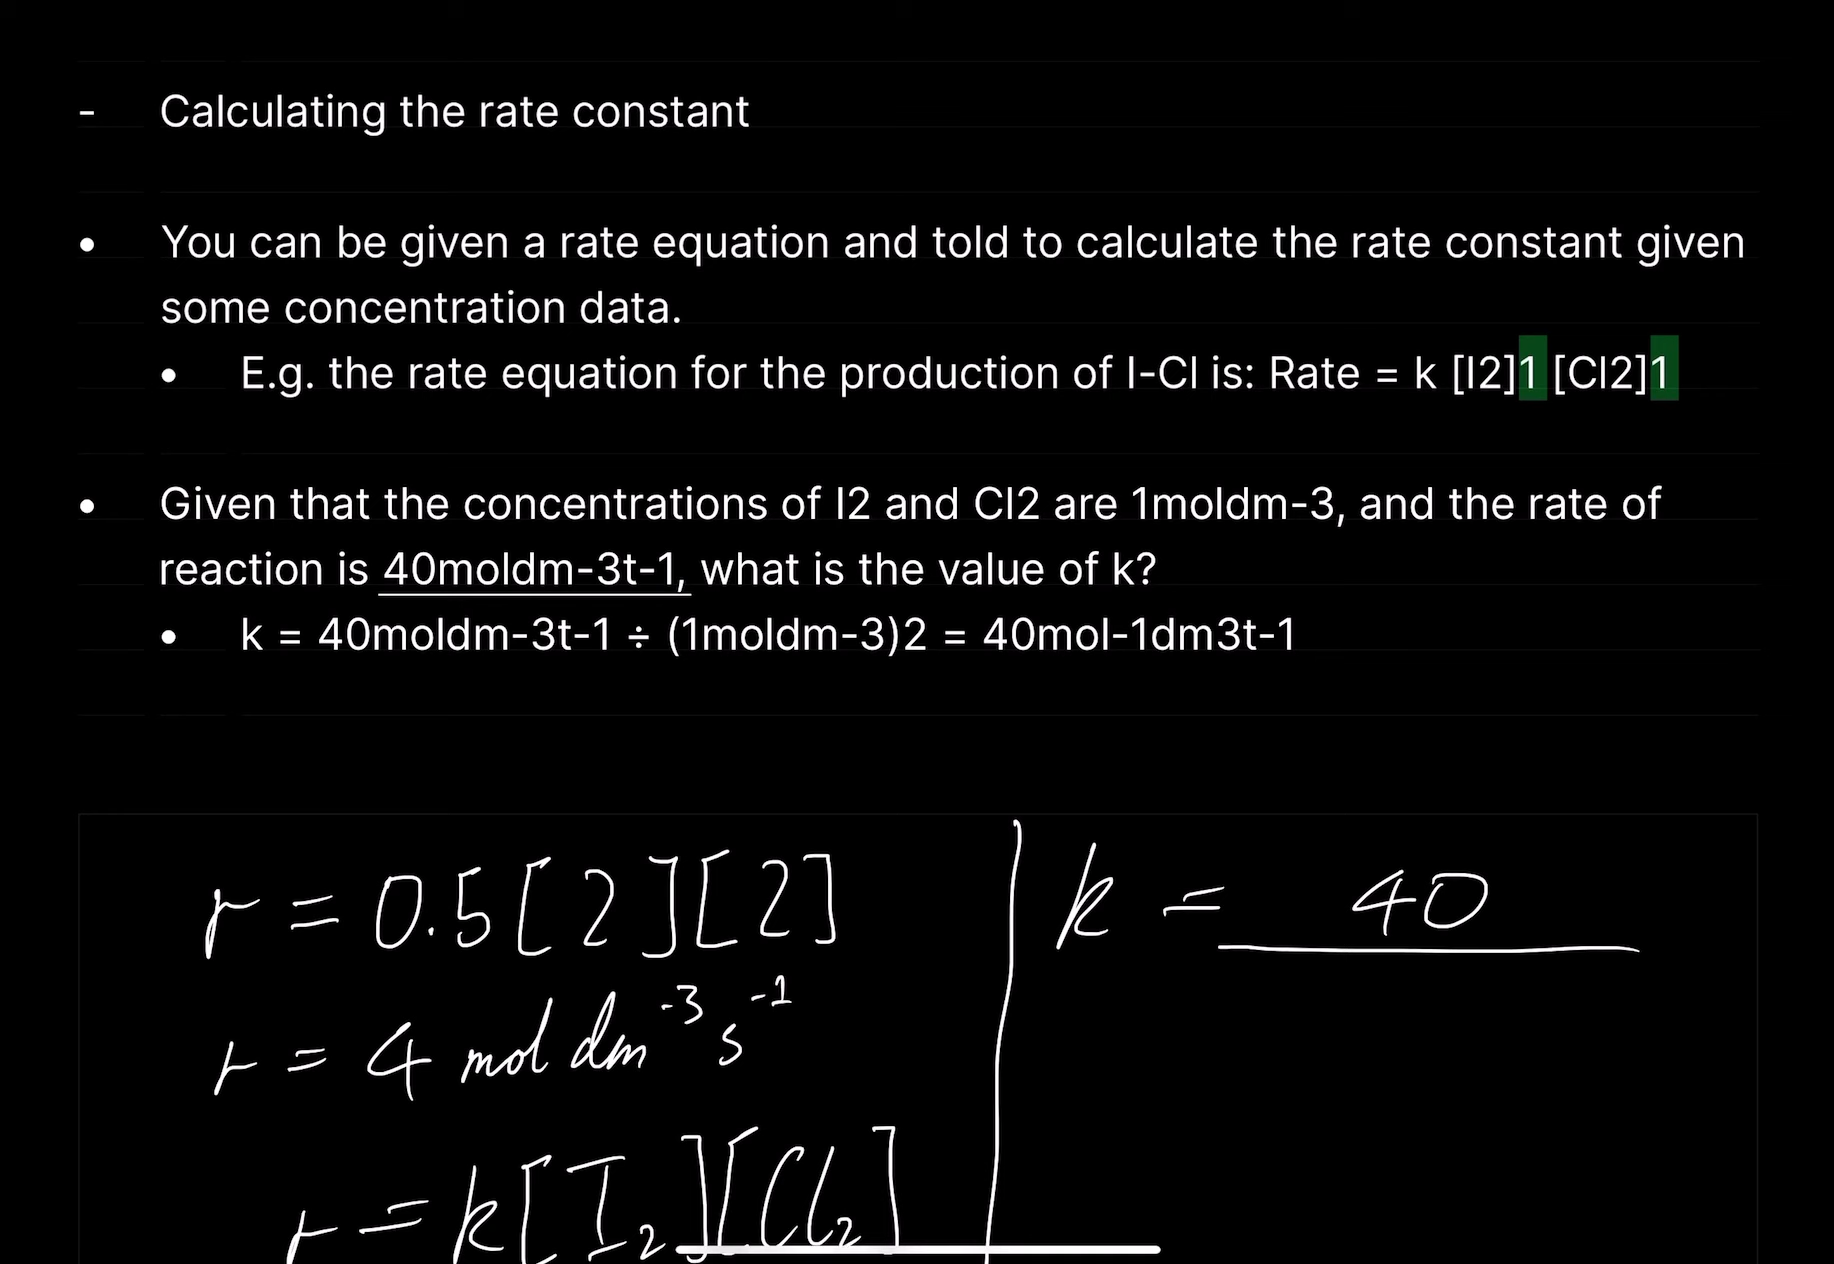 - Calculating the rate constant
• You can be given a rate equation and told to calculate the rate constant given
some concentration data.
• E.g. the rate equation for the production of I-Cl is: Rate = k [I2]1 [Cl2]1
• Given that the concentrations of I2 and Cl2 are 1moldm-3, and the rate of
reaction is 40moldm-3t-1, what is the value of k?
• k = 40moldm-3t-1 ÷ (1moldm-3)2 = 40mol-1dm3t-1
r = 0.5[2][2]
r = 4 mol dm⁻³ s⁻¹
r = k[I₂][Cl₂]
k = 40